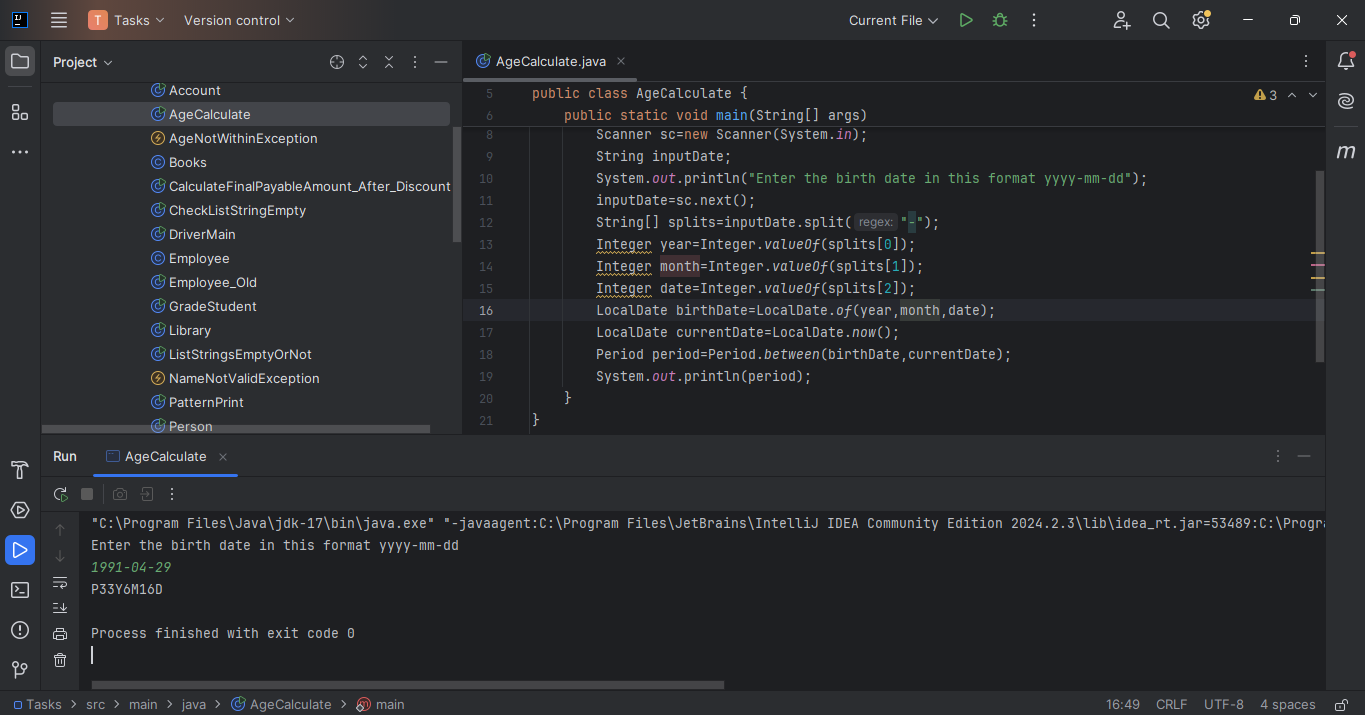 T Tasks Version control Current File
Project
AgeCalculate.java
Account
AgeCalculate
AgeNotWithinException
Books
CalculateFinalPayableAmount_After_Discount
CheckListStringEmpty
DriverMain
Employee
Employee_Old
GradeStudent
Library
ListStringsEmptyOrNot
NameNotValidException
PatternPrint
Person
3
5 public class AgeCalculate {
6 public static void main(String[] args)
8 Scanner sc=new Scanner(System.in);
9 String inputDate;
10 System.out.println("Enter the birth date in this format yyyy-mm-dd");
11 inputDate=sc.next();
12 String[] splits=inputDate.split( regex: "-");
13 Integer year=Integer.valueOf(splits[0]);
14 Integer month=Integer.valueOf(splits[1]);
15 Integer date=Integer.valueOf(splits[2]);
16 LocalDate birthDate=LocalDate.of(year,month,date);
17 LocalDate currentDate=LocalDate.now();
18 Period period=Period.between(birthDate,currentDate);
19 System.out.println(period);
20 }
21 }
m
Run AgeCalculate
"C:\Program Files\Java\jdk-17\bin\java.exe" "-javaagent:C:\Program Files\JetBrains\IntelliJ IDEA Community Edition 2024.2.3\lib\idea_rt.jar=53489:C:\Progra
Enter the birth date in this format yyyy-mm-dd
1991-04-29
P33Y6M16D
Process finished with exit code 0
Tasks > src > main > java > AgeCalculate > main 16:49 CRLF UTF-8 4 spaces